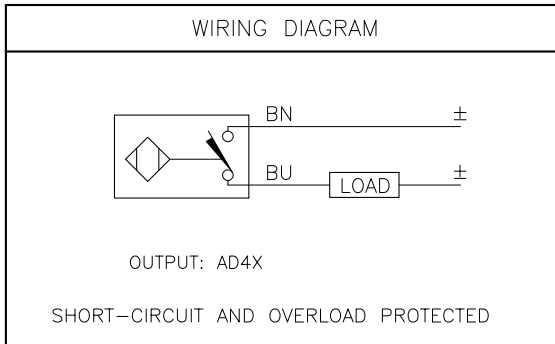 WIRING DIAGRAM
BN ±
BU LOAD ±
OUTPUT: AD4X
SHORT-CIRCUIT AND OVERLOAD PROTECTED